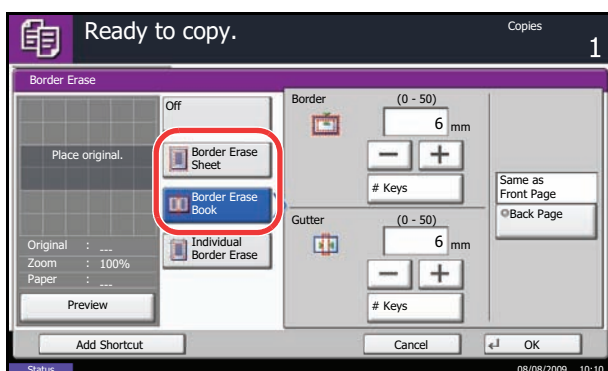 Ready to copy.
Copies
1
Border Erase
Place original.
Original : ---
Zoom : 100%
Paper : ---
Preview
Off
Border Erase
Sheet
Border Erase
Book
Individual
Border Erase
Border
(0 - 50)
6 mm
# Keys
Gutter
(0 - 50)
6 mm
# Keys
Same as
Front Page
Back Page
Add Shortcut
Cancel
OK
Status
08/08/2009 10:10